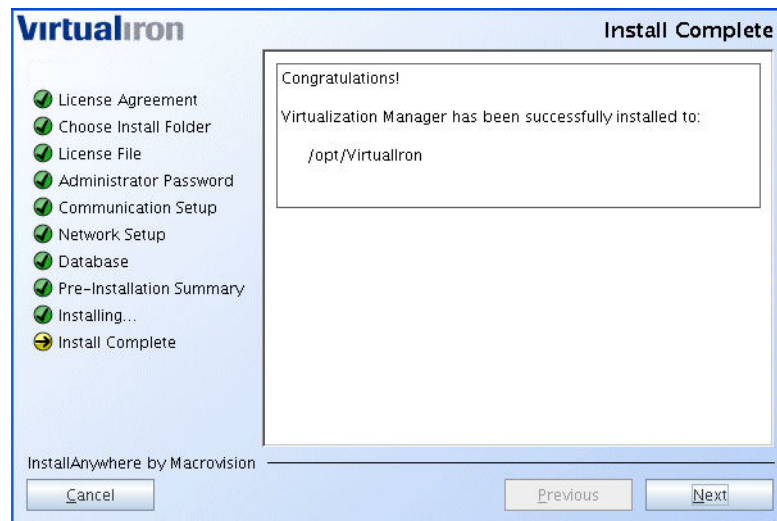 Virtualiron
Install Complete
License Agreement
Choose Install Folder
License File
Administrator Password
Communication Setup
Network Setup
Database
Pre-Installation Summary
Installing...
Install Complete
Congratulations!
Virtualization Manager has been successfully installed to:
/opt/VirtualIron
InstallAnywhere by Macrovision
Cancel
Previous
Next